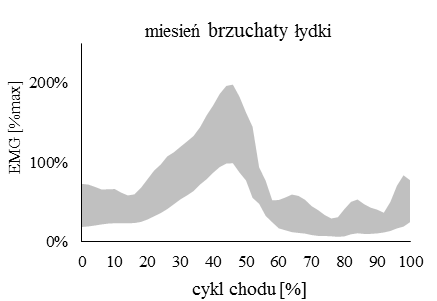 miesień brzuchaty łydki
EMG [%max]
200%
100%
0%
0 10 20 30 40 50 60 70 80 90 100
cykl chodu [%]